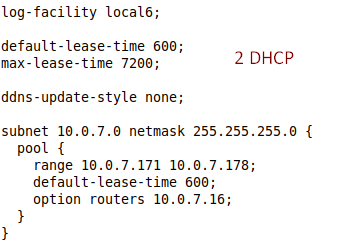 log-facility local6;
default-lease-time 600;
max-lease-time 7200;
2 DHCP
ddns-update-style none;
subnet 10.0.7.0 netmask 255.255.255.0 {
pool {
range 10.0.7.171 10.0.7.178;
default-lease-time 600;
option routers 10.0.7.16;
}
}